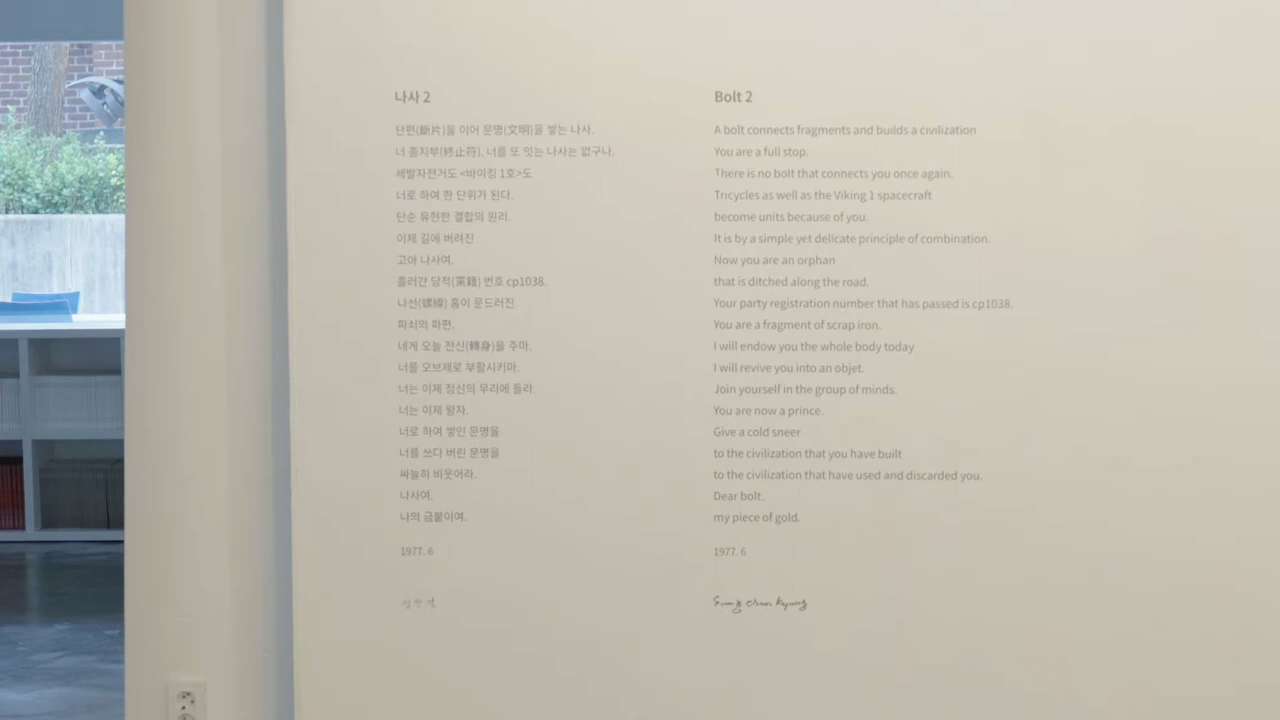 나사 2
단편(斷片)을 이어 문명(文明)을 쌓는 나사.
너 종지부(終止符). 너를 또 잇는 나사는 없구나.
세발자전거도 <바이킹 1호>도
너로 하여 한 단위가 된다.
단순 유현한 결합의 원리.
이제 길에 버려진
고아 나사여.
흘러간 당적(黨籍) 번호 cp1038.
나선(螺線) 홈이 문드러진
파쇠의 파편.
네게 오늘 전신(轉身)을 주마.
너를 오브제로 부활시키마.
너는 이제 정신의 무리에 들라.
너는 이제 왕자.
너로 하여 쌓인 문명을
너를 쓰다 버린 문명을
싸늘히 비웃어라.
나사여.
나의 금붙이여.
1977. 6
성찬경
Bolt 2
A bolt connects fragments and builds a civilization
You are a full stop.
There is no bolt that connects you once again.
Tricycles as well as the Viking 1 spacecraft
become units because of you.
It is by a simple yet delicate principle of combination.
Now you are an orphan
that is ditched along the road.
Your party registration number that has passed is cp1038.
You are a fragment of scrap iron.
I will endow you the whole body today
I will revive you into an objet.
Join yourself in the group of minds.
You are now a prince.
Give a cold sneer
to the civilization that you have built
to the civilization that have used and discarded you.
Dear bolt.
my piece of gold.
1977. 6
Sung Chan Kyung